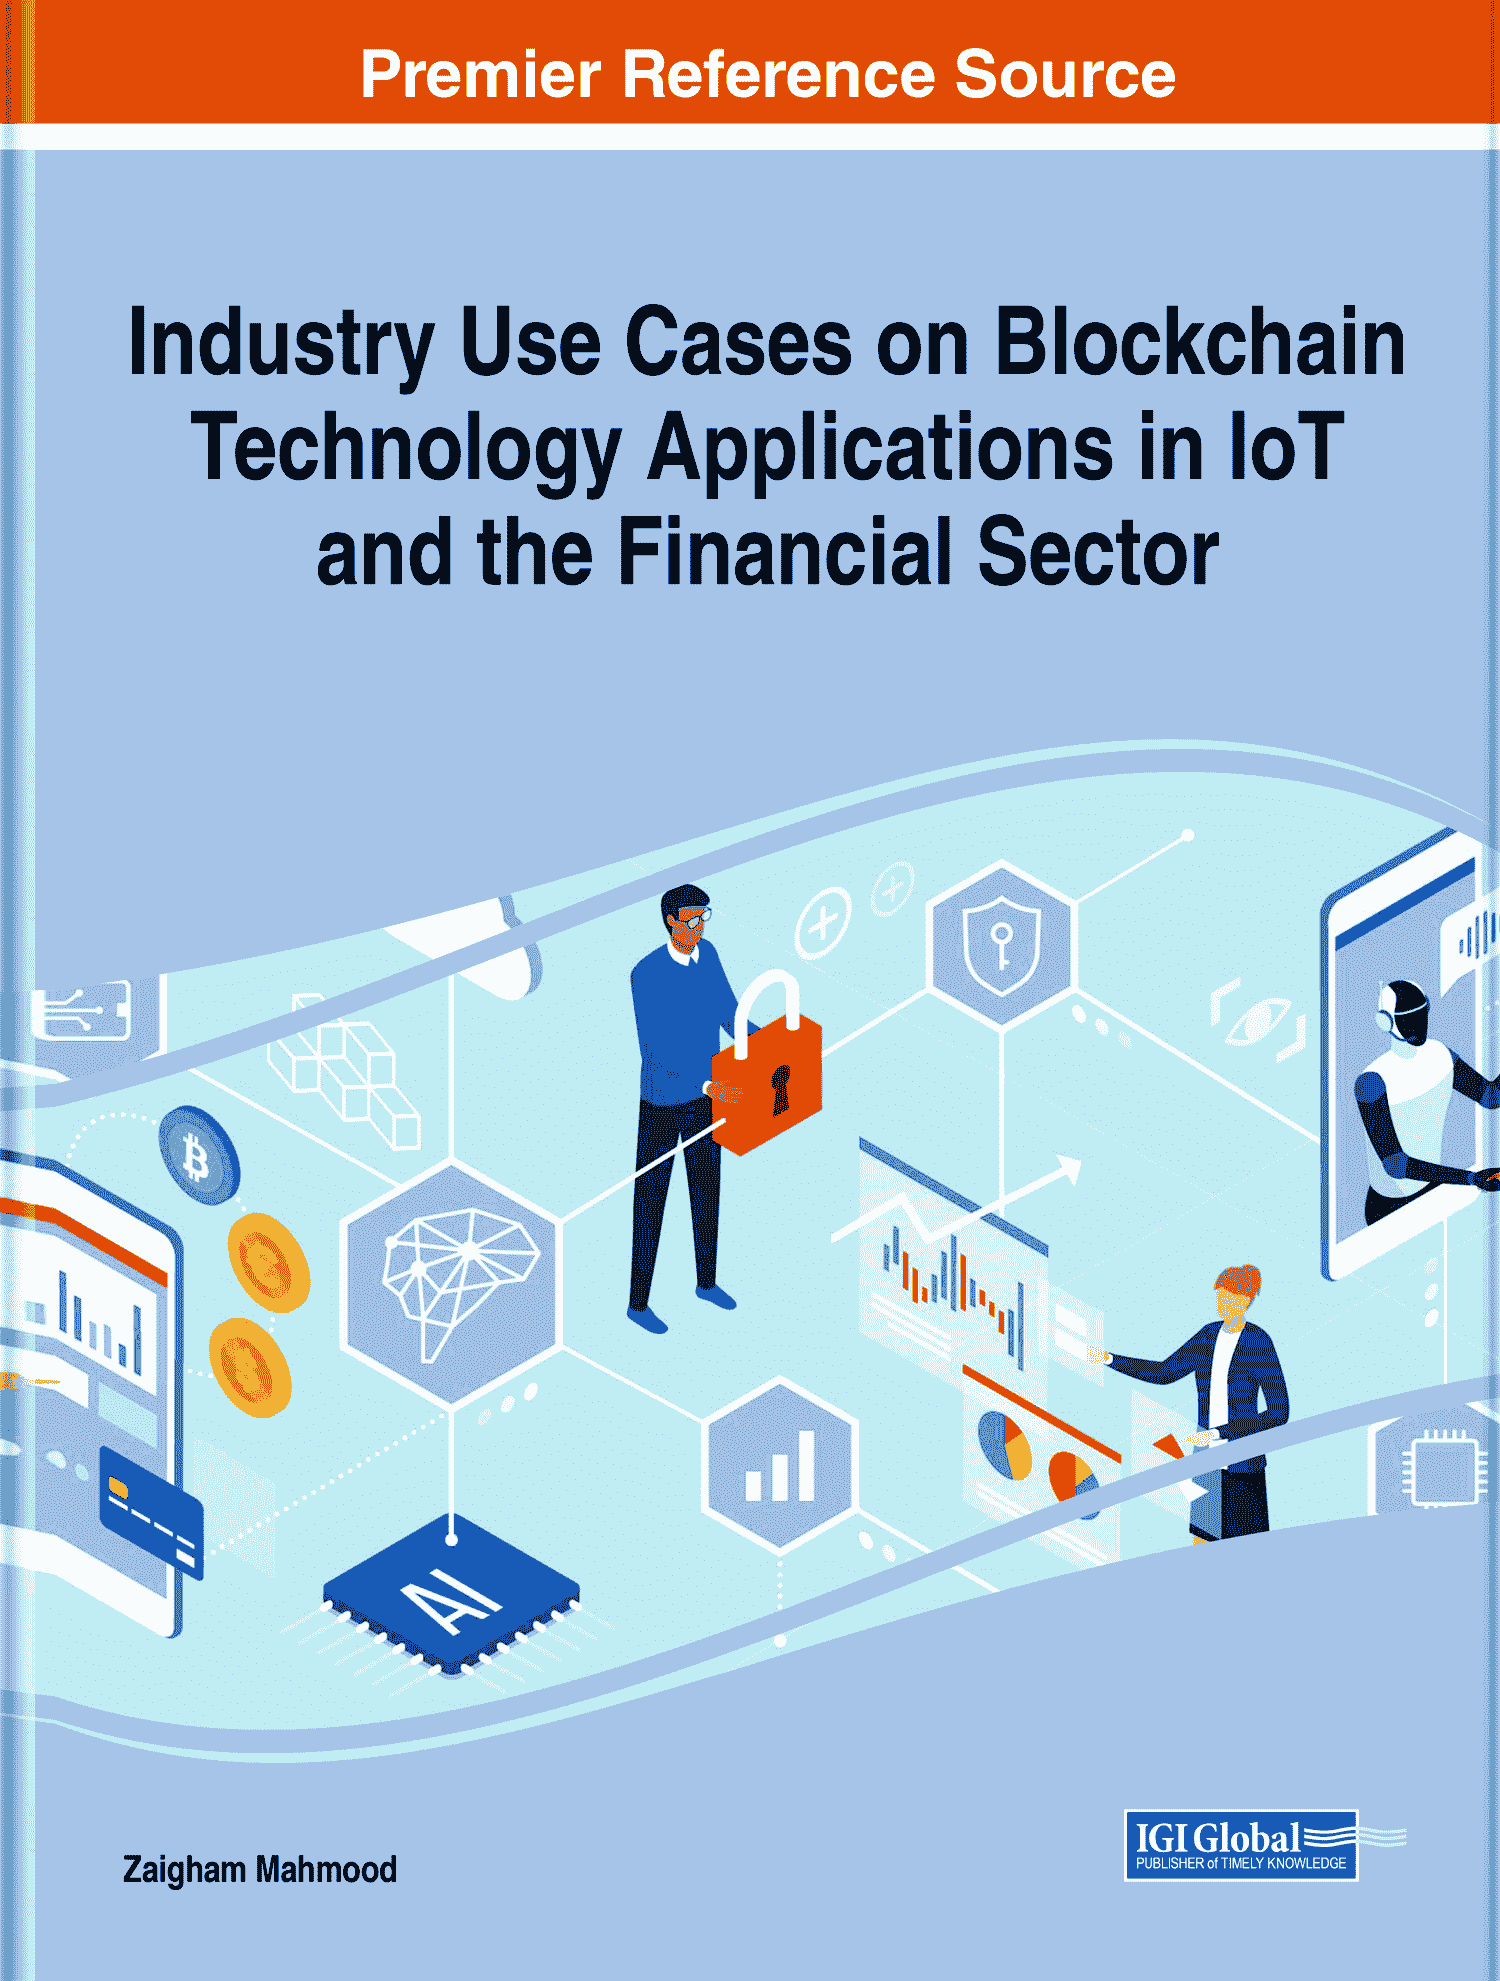 Premier Reference Source
Industry Use Cases on Blockchain
Technology Applications in IoT
and the Financial Sector
AI
Zaigham Mahmood
IGI Global
PUBLISHER of TIMELY KNOWLEDGE